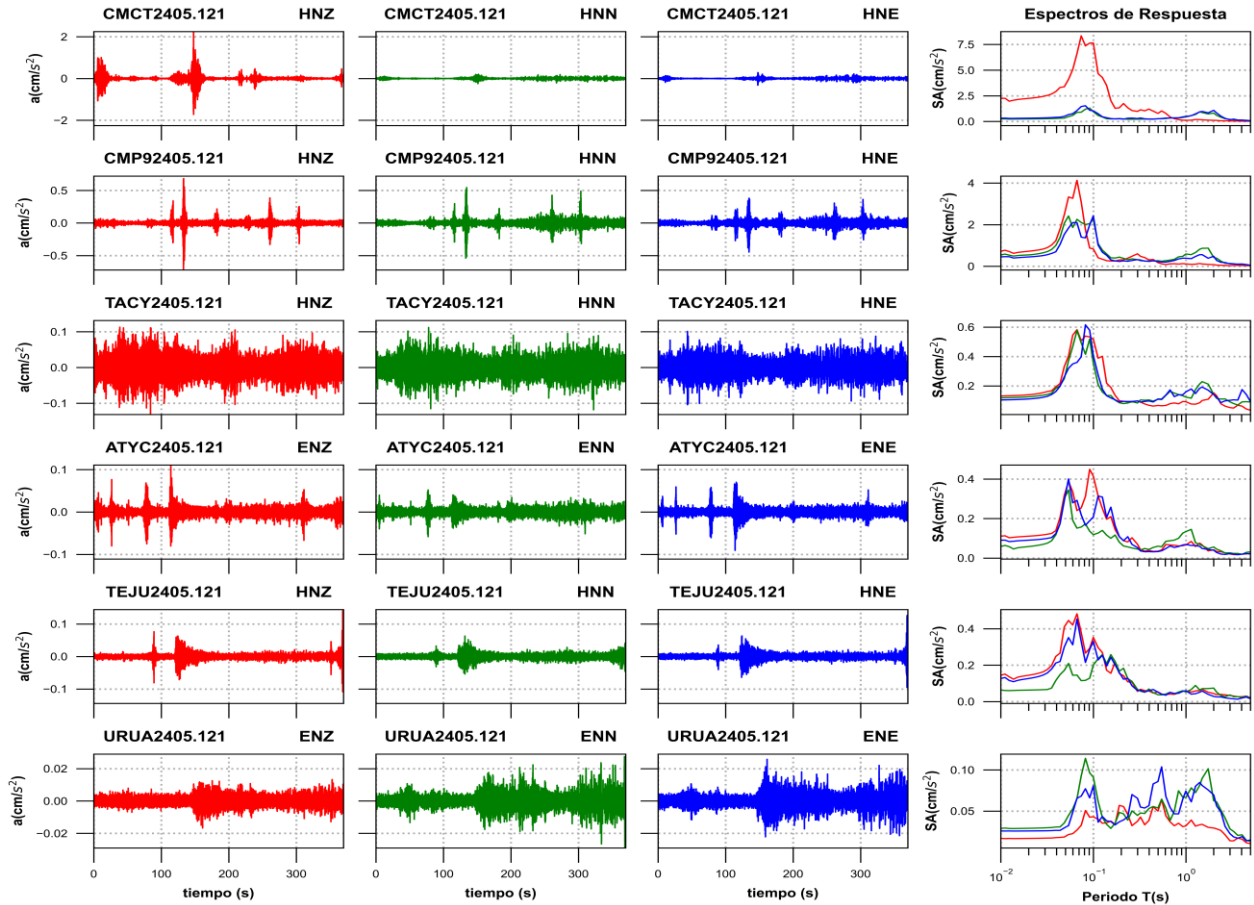 CMCT2405.121 HNZ CMCT2405.121 HNN CMCT2405.121 HNE Espectros de Respuesta
a(cm/s²) 2 0 −2
SA(cm/s²) 7.5 5.0 2.5 0.0
CMP92405.121 HNZ CMP92405.121 HNN CMP92405.121 HNE
a(cm/s²) 0.5 0.0 −0.5
SA(cm/s²) 4 2 0
TACY2405.121 HNZ TACY2405.121 HNN TACY2405.121 HNE
a(cm/s²) 0.1 0.0 −0.1
SA(cm/s²) 0.6 0.4 0.2
ATYC2405.121 ENZ ATYC2405.121 ENN ATYC2405.121 ENE
a(cm/s²) 0.1 0.0 −0.1
SA(cm/s²) 0.4 0.2 0.0
TEJU2405.121 HNZ TEJU2405.121 HNN TEJU2405.121 HNE
a(cm/s²) 0.1 0.0 −0.1
SA(cm/s²) 0.4 0.2 0.0
URUA2405.121 ENZ URUA2405.121 ENN URUA2405.121 ENE
a(cm/s²) 0.02 0.00 −0.02
SA(cm/s²) 0.10 0.05
0 100 200 300 0 100 200 300 0 100 200 300 10⁻² 10⁻¹ 10⁰
tiempo (s) tiempo (s) tiempo (s) Periodo T(s)